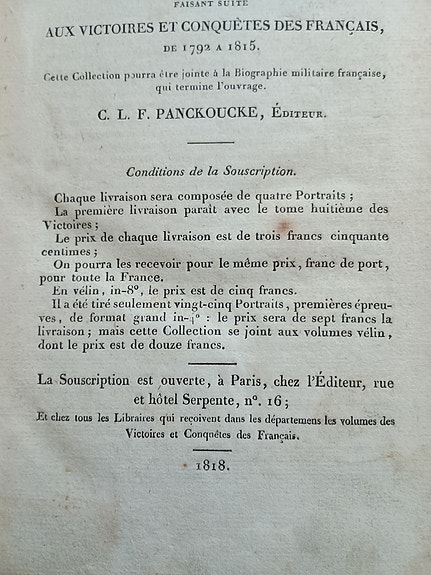 FAISANT SUITE
AUX VICTOIRES ET CONQUÊTES DES FRANÇAIS,
DE 1792 A 1815.
Cette Collection pourra être jointe à la Biographie militaire française,
qui termine l'ouvrage.
C. L. F. PANCKOUCKE, ÉDITEUR.
Conditions de la Souscription.
Chaque livraison sera composée de quatre Portraits ;
La première livraison paraît avec le tome huitième des
Victoires ;
Le prix de chaque livraison est de trois francs cinquante
centimes ;
On pourra les recevoir pour le même prix, franc de port,
pour toute la France.
En vélin, in-8°, le prix est de cinq francs.
Il a été tiré seulement vingt-cinq Portraits, premières épreu-
ves, de format grand in-4° : le prix sera de sept francs la
livraison ; mais cette Collection se joint aux volumes vélin,
dont le prix est de douze francs.
La Souscription est ouverte, à Paris, chez l'Éditeur, rue
et hôtel Serpente, n°. 16 ;
Et chez tous les Libraires qui reçoivent dans les départemens les volumes des
Victoires et Conquêtes des Français.
1818.